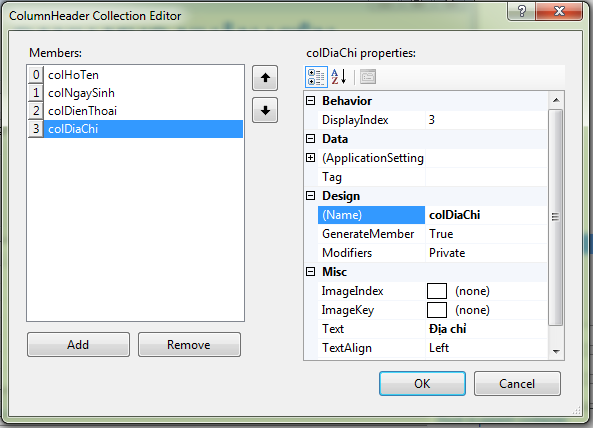 ColumnHeader Collection Editor
Members:
0 colHoTen
1 colNgaySinh
2 colDienThoai
3 colDiaChi
Add
Remove
colDiaChi properties:
Behavior
DisplayIndex 3
Data
(ApplicationSetting
Tag
Design
(Name) colDiaChi
GenerateMember True
Modifiers Private
Misc
ImageIndex (none)
ImageKey (none)
Text Địa chỉ
TextAlign Left
OK
Cancel